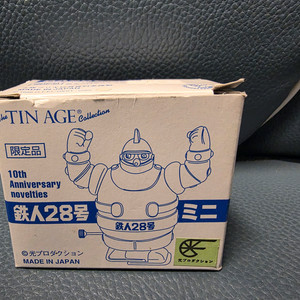 The TIN AGE® Collection
限定品
10th
Anniversary
novelties
鉄人28号 ミニ
鉄人28号
©光プロダクション
MADE IN JAPAN
光プロダクション